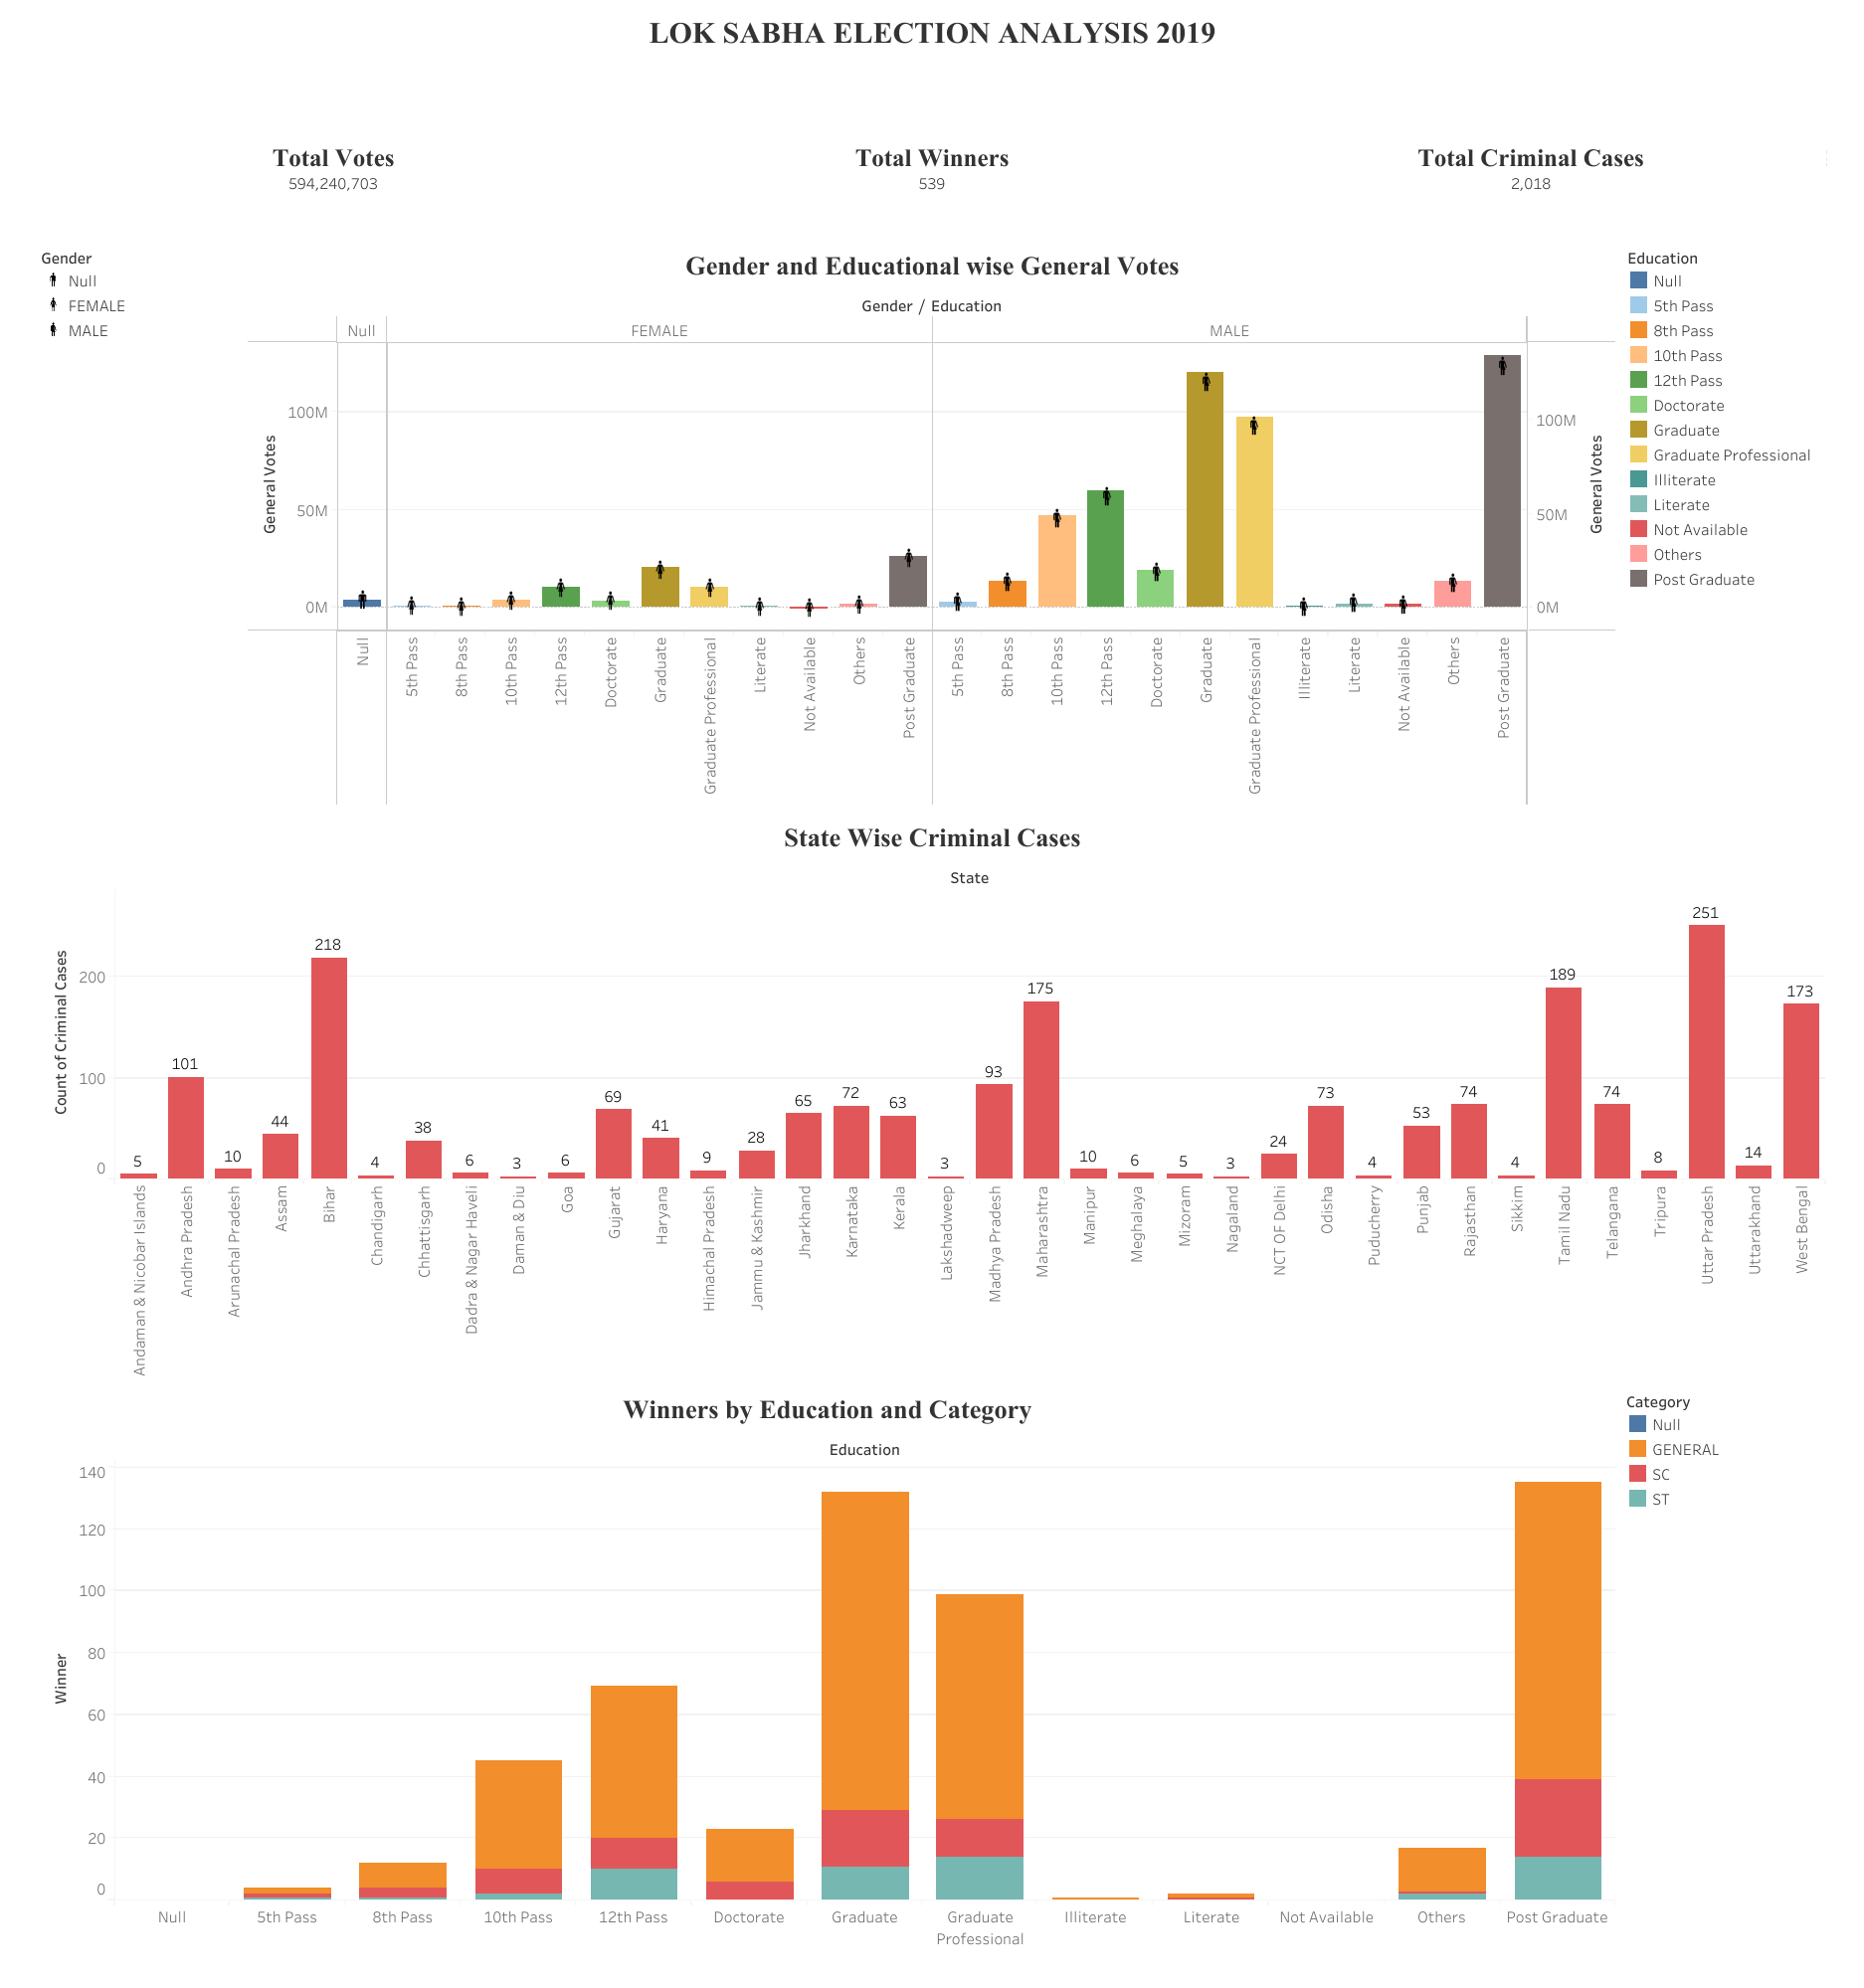 LOK SABHA ELECTION ANALYSIS 2019
Total Votes
594,240,703
Total Winners
539
Total Criminal Cases
2,018
Gender
Null
FEMALE
MALE
Gender and Educational wise General Votes
Gender / Education
Null
FEMALE
MALE
General Votes
100M
50M
0M
100M
50M
0M
General Votes
Null
5th Pass
8th Pass
10th Pass
12th Pass
Doctorate
Graduate
Graduate Professional
Literate
Not Available
Others
Post Graduate
5th Pass
8th Pass
10th Pass
12th Pass
Doctorate
Graduate
Graduate Professional
Illiterate
Literate
Not Available
Others
Post Graduate
Education
Null
5th Pass
8th Pass
10th Pass
12th Pass
Doctorate
Graduate
Graduate Professional
Illiterate
Literate
Not Available
Others
Post Graduate
State Wise Criminal Cases
State
Count of Criminal Cases
200
100
0
5
101
10
44
218
4
38
6
3
6
69
41
9
28
65
72
63
3
93
175
10
6
5
3
24
73
4
53
74
4
189
74
8
251
14
173
Andaman & Nicobar Islands
Andhra Pradesh
Arunachal Pradesh
Assam
Bihar
Chandigarh
Chhattisgarh
Dadra & Nagar Haveli
Daman & Diu
Goa
Gujarat
Haryana
Himachal Pradesh
Jammu & Kashmir
Jharkhand
Karnataka
Kerala
Lakshadweep
Madhya Pradesh
Maharashtra
Manipur
Meghalaya
Mizoram
Nagaland
NCT OF Delhi
Odisha
Puducherry
Punjab
Rajasthan
Sikkim
Tamil Nadu
Telangana
Tripura
Uttar Pradesh
Uttarakhand
West Bengal
Winners by Education and Category
Education
Winner
140
120
100
80
60
40
20
0
Null
5th Pass
8th Pass
10th Pass
12th Pass
Doctorate
Graduate
Graduate
Professional
Illiterate
Literate
Not Available
Others
Post Graduate
Category
Null
GENERAL
SC
ST